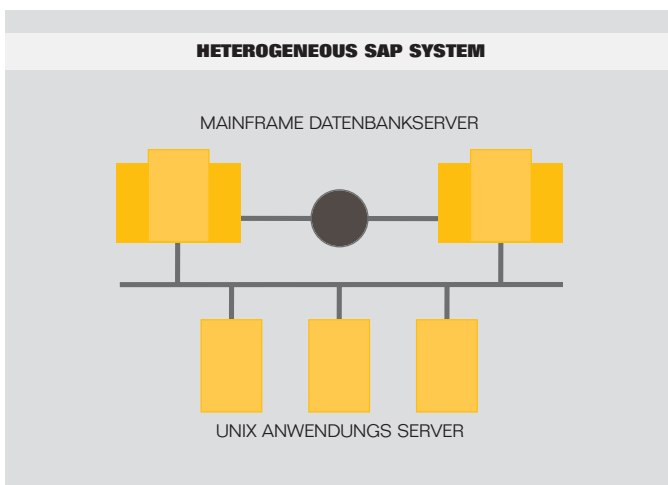 HETEROGENEOUS SAP SYSTEM
MAINFRAME DATENBANKSERVER
UNIX ANWENDUNGS SERVER